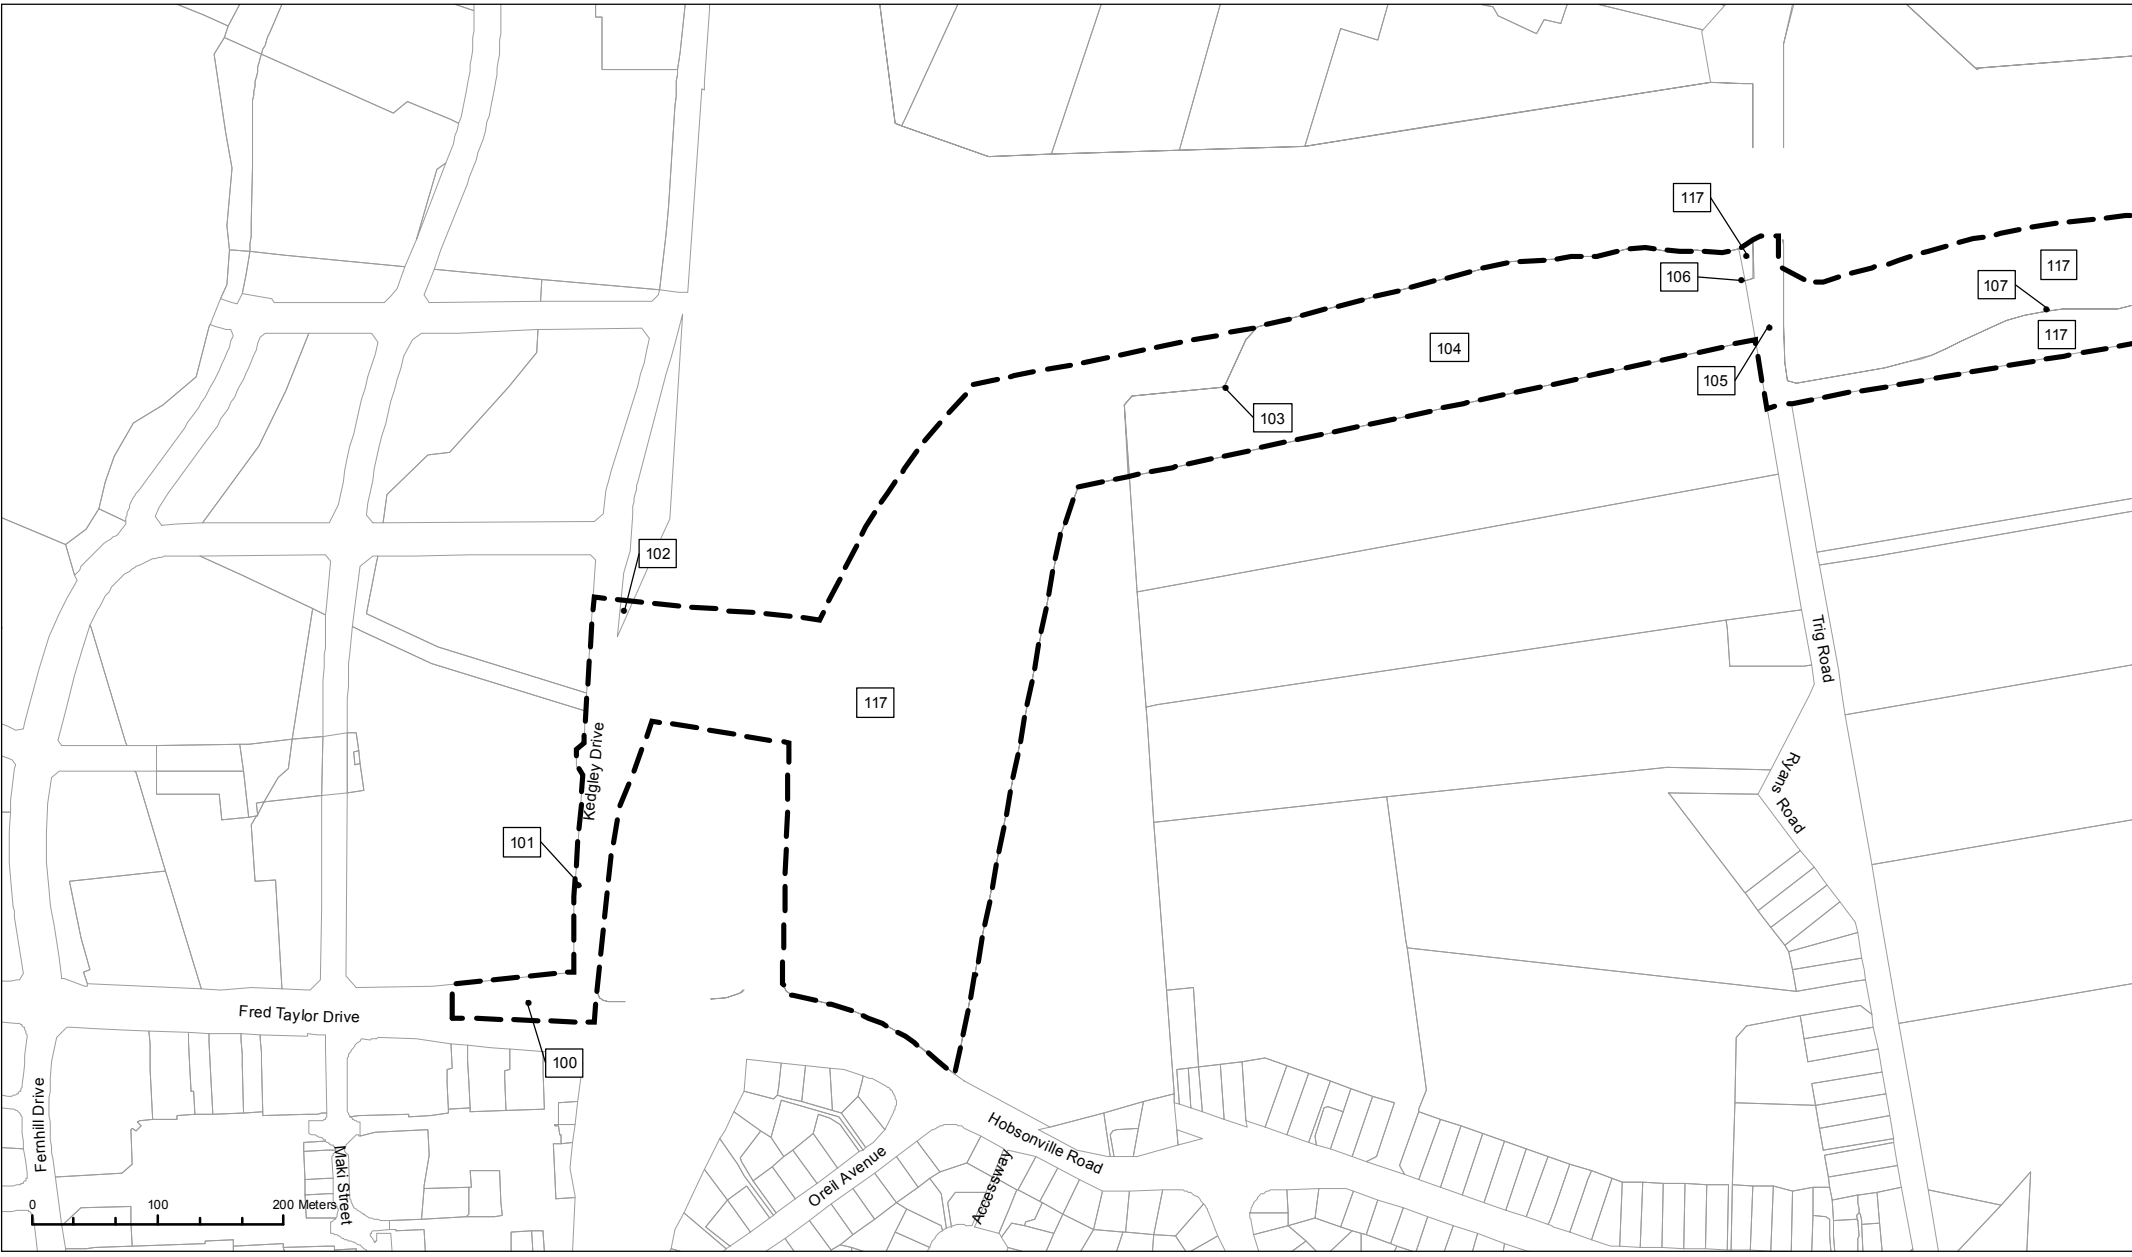 117
106
117
107
117
104
105
103
102
Trig Road
117
Kedgley Drive
Ryans Road
101
Fred Taylor Drive
100
Fernhill Drive
Hobsonville Road
Maki Street
Oreil Avenue
Accessway
0 100 200 Meters